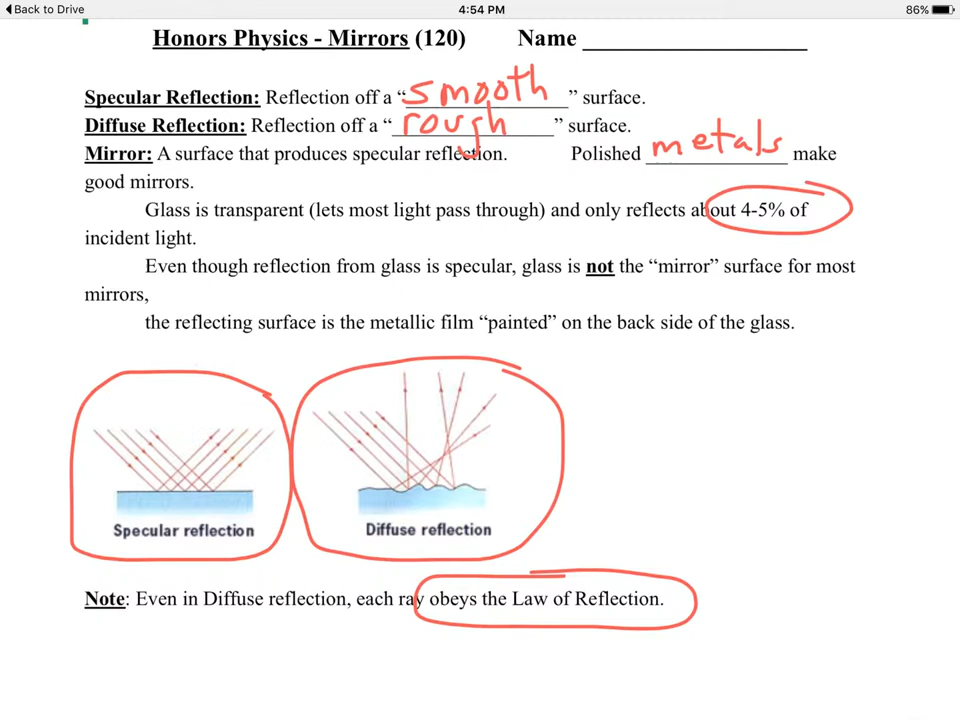 Back to Drive 4:54 PM 86%
Honors Physics - Mirrors (120) Name ____________________
Specular Reflection: Reflection off a “smooth” surface.
Diffuse Reflection: Reflection off a “rough” surface.
Mirror: A surface that produces specular reflection. Polished metals make
good mirrors.
Glass is transparent (lets most light pass through) and only reflects about 4-5% of
incident light.
Even though reflection from glass is specular, glass is not the “mirror” surface for most
mirrors,
the reflecting surface is the metallic film “painted” on the back side of the glass.
Specular reflection Diffuse reflection
Note: Even in Diffuse reflection, each ray obeys the Law of Reflection.